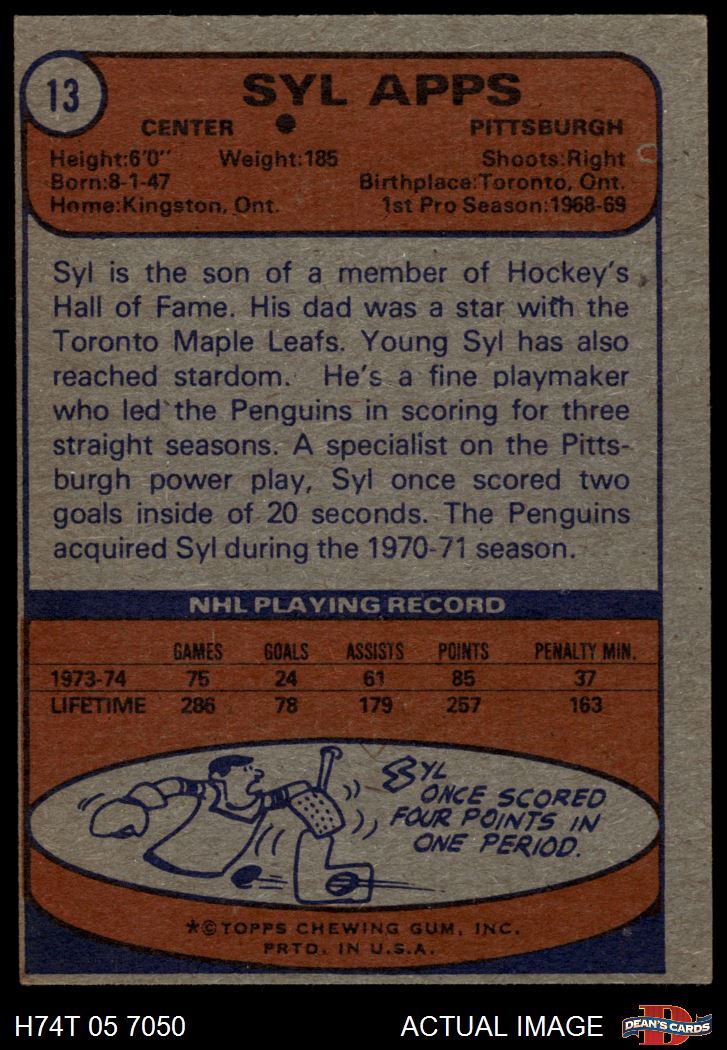 13
SYL APPS
CENTER PITTSBURGH
Height:6'0" Weight:185 Shoots:Right
Born:8-1-47 Birthplace:Toronto, Ont.
Home:Kingston, Ont. 1st Pro Season:1968-69
Syl is the son of a member of Hockey's
Hall of Fame. His dad was a star with the
Toronto Maple Leafs. Young Syl has also
reached stardom. He's a fine playmaker
who led the Penguins in scoring for three
straight seasons. A specialist on the Pitts-
burgh power play, Syl once scored two
goals inside of 20 seconds. The Penguins
acquired Syl during the 1970-71 season.
NHL PLAYING RECORD
GAMES GOALS ASSISTS POINTS PENALTY MIN.
1973-74 75 24 61 85 37
LIFETIME 286 78 179 257 163
SYL
ONCE SCORED
FOUR POINTS IN
ONE PERIOD.
*©TOPPS CHEWING GUM, INC.
PRTD. IN U.S.A.
H74T 05 7050 ACTUAL IMAGE
D
DEAN'S CARDS